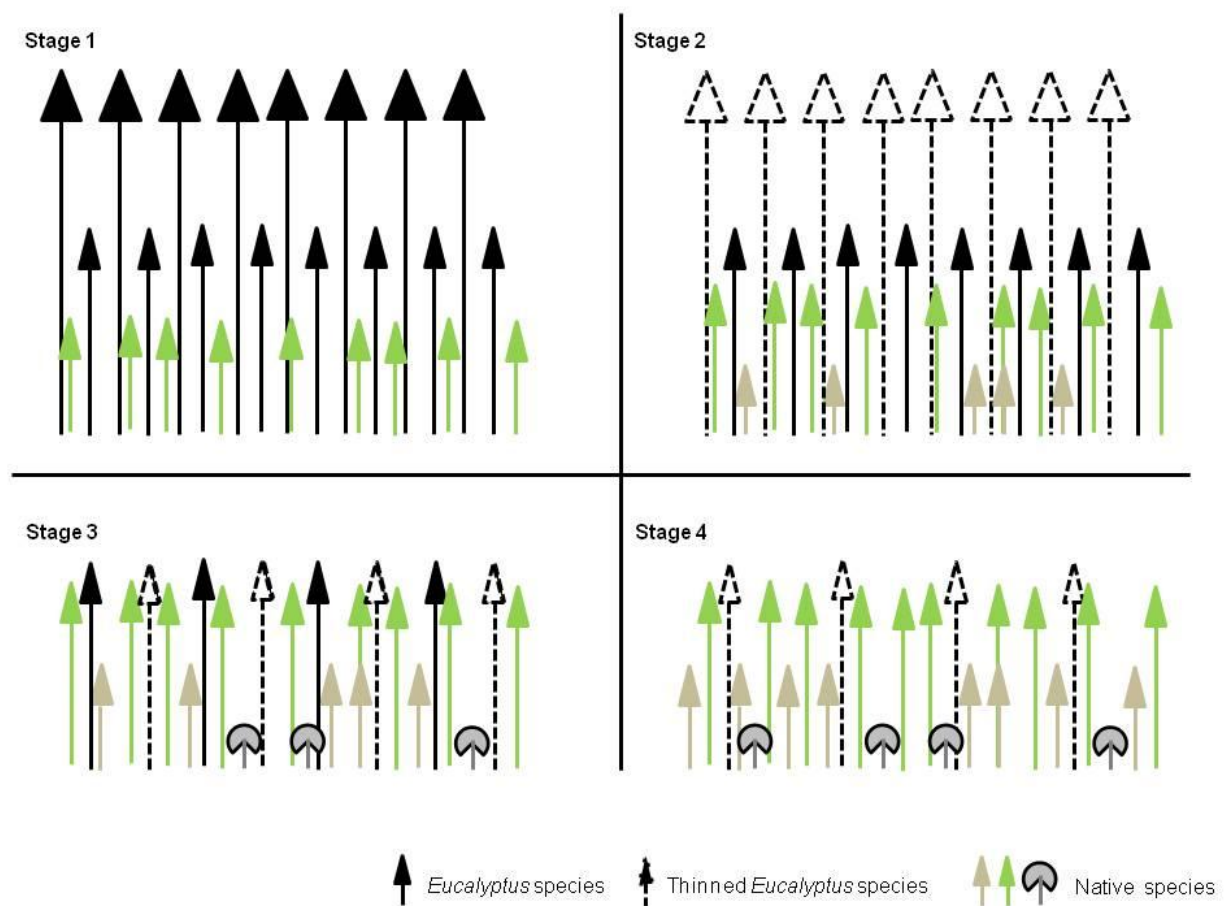 Stage 1
Stage 2
Stage 3
Stage 4
Eucalyptus species
Thinned Eucalyptus species
Native species